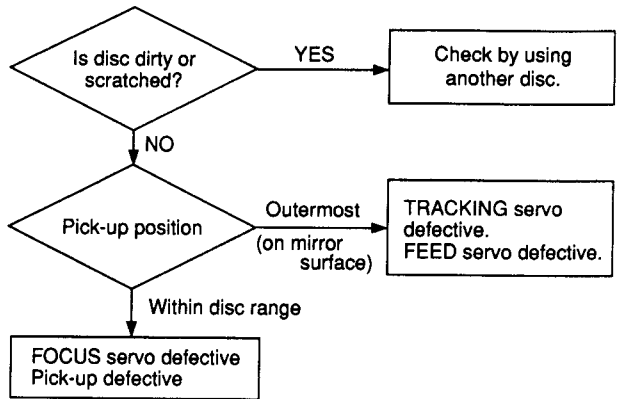 Is disc dirty or
scratched?
YES
Check by using
another disc.
NO
Pick-up position
Outermost
(on mirror
surface)
TRACKING servo
defective.
FEED servo defective.
Within disc range
FOCUS servo defective
Pick-up defective